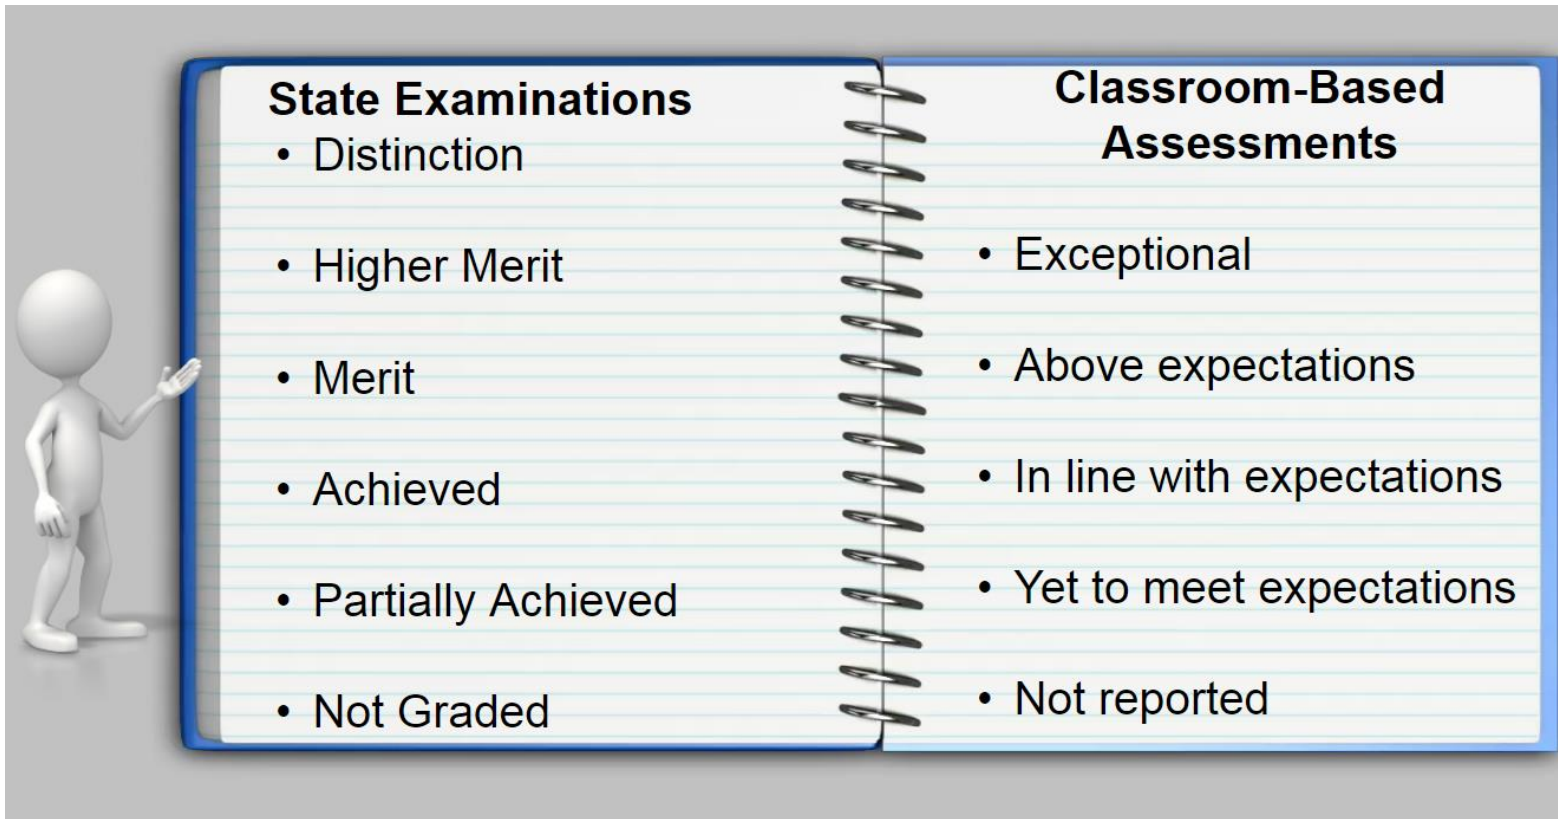 State Examinations
• Distinction
• Higher Merit
• Merit
• Achieved
• Partially Achieved
• Not Graded
Classroom-Based
Assessments
• Exceptional
• Above expectations
• In line with expectations
• Yet to meet expectations
• Not reported